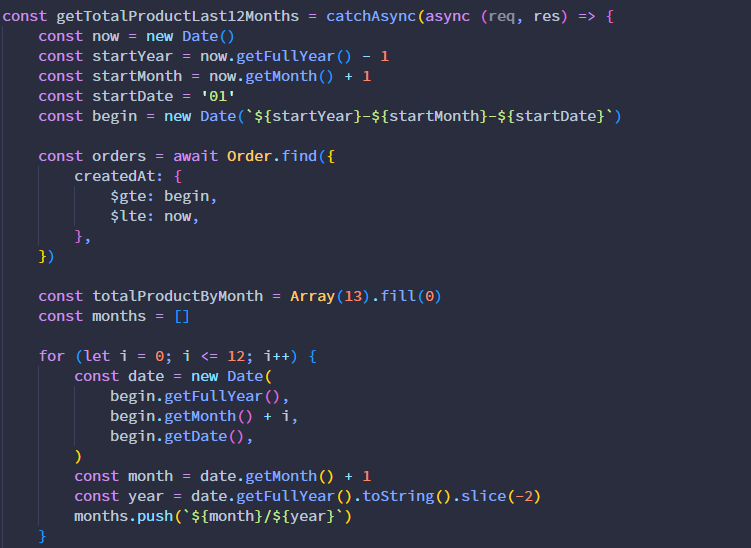 const getTotalProductLast12Months = catchAsync(async (req, res) => {
    const now = new Date()
    const startYear = now.getFullYear() - 1
    const startMonth = now.getMonth() + 1
    const startDate = '01'
    const begin = new Date(`${startYear}-${startMonth}-${startDate}`)

    const orders = await Order.find({
        createdAt: {
            $gte: begin,
            $lte: now,
        },
    })

    const totalProductByMonth = Array(13).fill(0)
    const months = []

    for (let i = 0; i <= 12; i++) {
        const date = new Date(
            begin.getFullYear(),
            begin.getMonth() + i,
            begin.getDate(),
        )
        const month = date.getMonth() + 1
        const year = date.getFullYear().toString().slice(-2)
        months.push(`${month}/${year}`)
    }